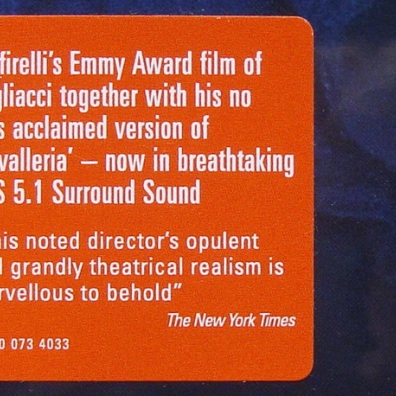 firelli's Emmy Award film of
gliacci together with his no
s acclaimed version of
valleria' – now in breathtaking
S 5.1 Surround Sound
is noted director's opulent
d grandly theatrical realism is
rvellous to behold”
The New York Times
0 073 4033